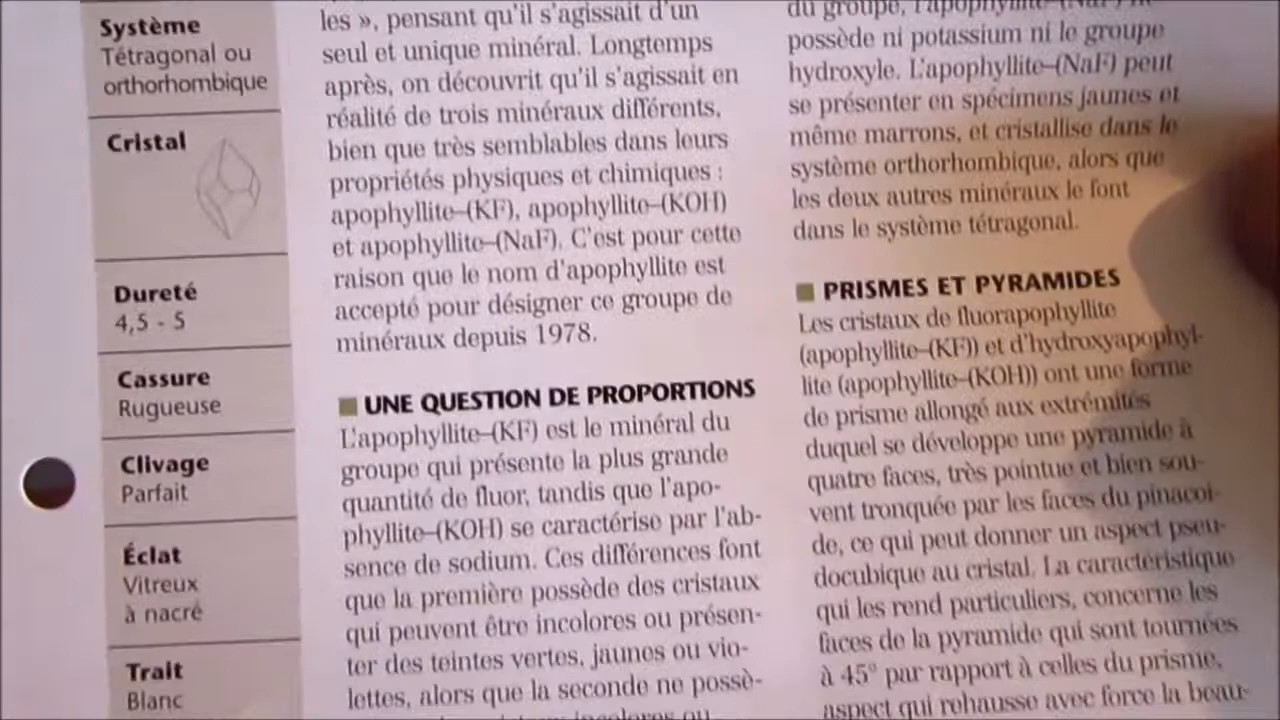 Système
Tétragonal ou
orthorhombique
Cristal
Dureté
4,5 - 5
Cassure
Rugueuse
Clivage
Parfait
Éclat
Vitreux
à nacré
Trait
Blanc
les », pensant qu'il s'agissait d'un
seul et unique minéral. Longtemps
après, on découvrit qu'il s'agissait en
réalité de trois minéraux différents,
bien que très semblables dans leurs
propriétés physiques et chimiques :
apophyllite–(KF), apophyllite–(KOH)
et apophyllite–(NaF). C'est pour cette
raison que le nom d'apophyllite est
accepté pour désigner ce groupe de
minéraux depuis 1978.
UNE QUESTION DE PROPORTIONS
L'apophyllite–(KF) est le minéral du
groupe qui présente la plus grande
quantité de fluor, tandis que l'apo-
phyllite–(KOH) se caractérise par l'ab-
sence de sodium. Ces différences font
que la première possède des cristaux
qui peuvent être incolores ou présen-
ter des teintes vertes, jaunes ou vio-
lettes, alors que la seconde ne possè-
incolores ou
du groupe, l'apophyllite–(NaF) ne
possède ni potassium ni le groupe
hydroxyle. L'apophyllite–(NaF) peut
se présenter en spécimens jaunes et
même marrons, et cristallise dans le
système orthorhombique, alors que
les deux autres minéraux le font
dans le système tétragonal.
PRISMES ET PYRAMIDES
Les cristaux de fluorapophyllite
(apophyllite–(KF)) et d'hydroxyapophyl-
lite (apophyllite–(KOH)) ont une forme
de prisme allongé aux extrémités
duquel se développe une pyramide à
quatre faces, très pointue et bien sou-
vent tronquée par les faces du pinacoï-
de, ce qui peut donner un aspect pseu-
docubique au cristal. La caractéristique
qui les rend particuliers, concerne les
faces de la pyramide qui sont tournées
à 45° par rapport à celles du prisme,
aspect qui rehausse avec force la beau-